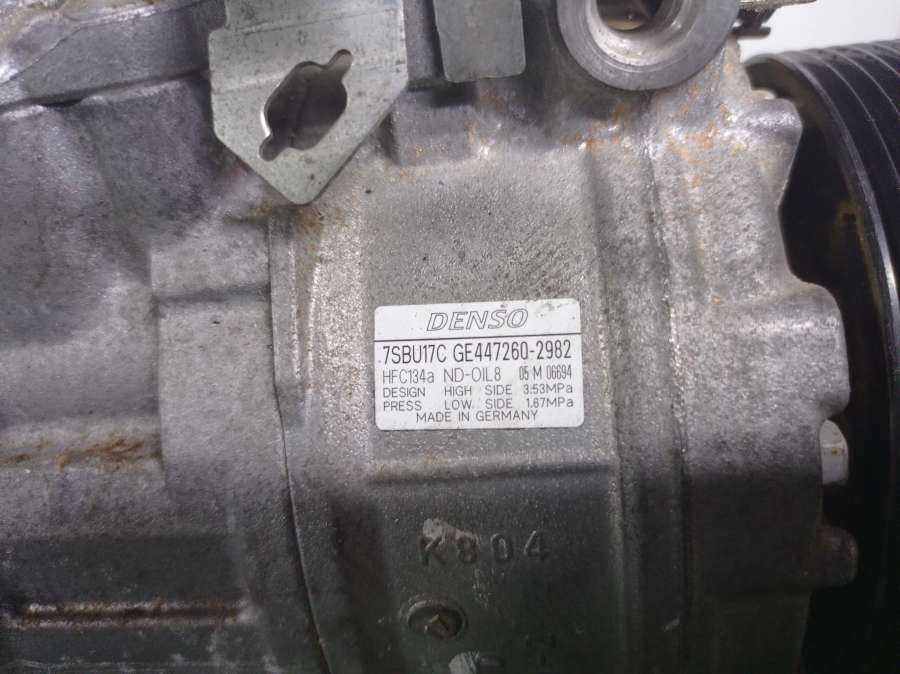 DENSO
7SBU17C GE447260-2982
HFC134a ND-OIL8 05 M 06694
DESIGN HIGH SIDE 3.53MPa
PRESS LOW SIDE 1.67MPa
MADE IN GERMANY
K804